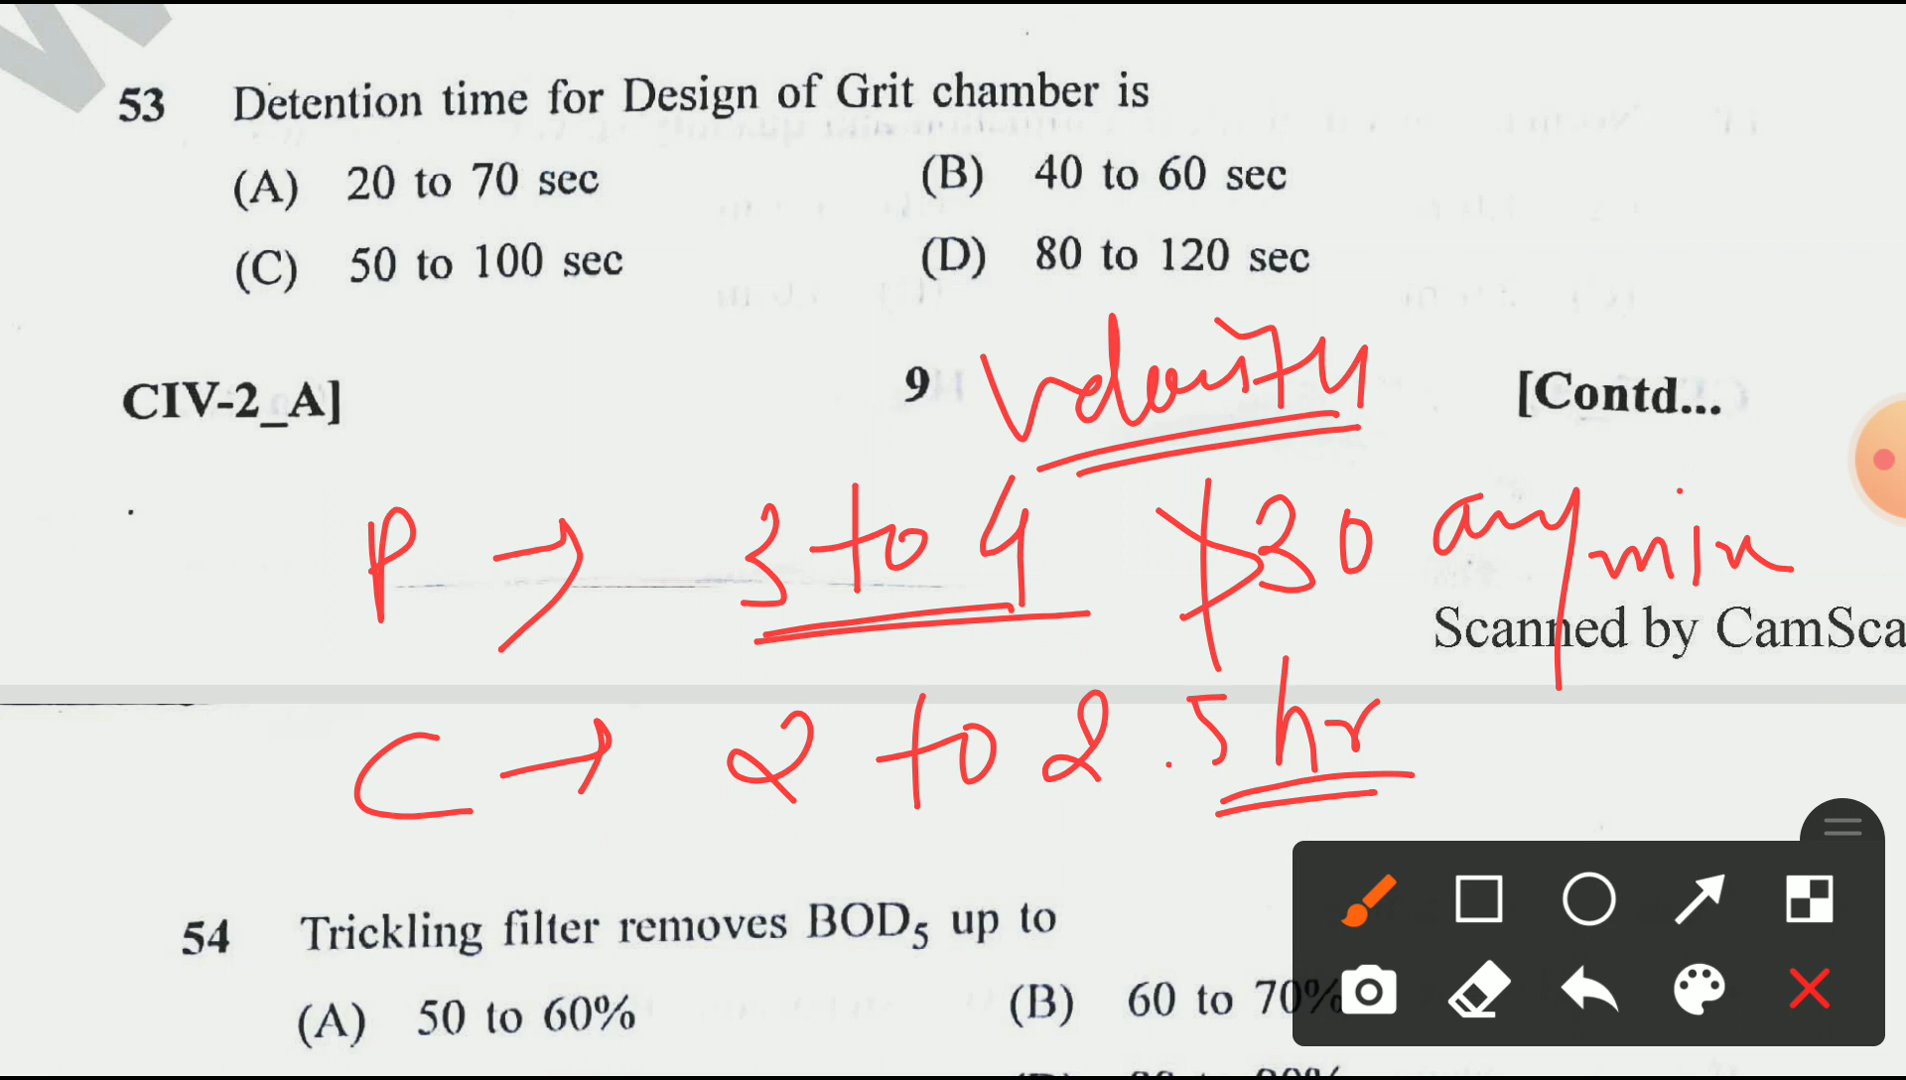 53 Detention time for Design of Grit chamber is
(A) 20 to 70 sec (B) 40 to 60 sec
(C) 50 to 100 sec (D) 80 to 120 sec
Velocity
CIV-2_A] 9 [Contd...
P → 3 to 4 30 cm/min
Scanned by CamSca
C → 2 to 2.5 hr
54 Trickling filter removes BOD5 up to
(A) 50 to 60% (B) 60 to 70%